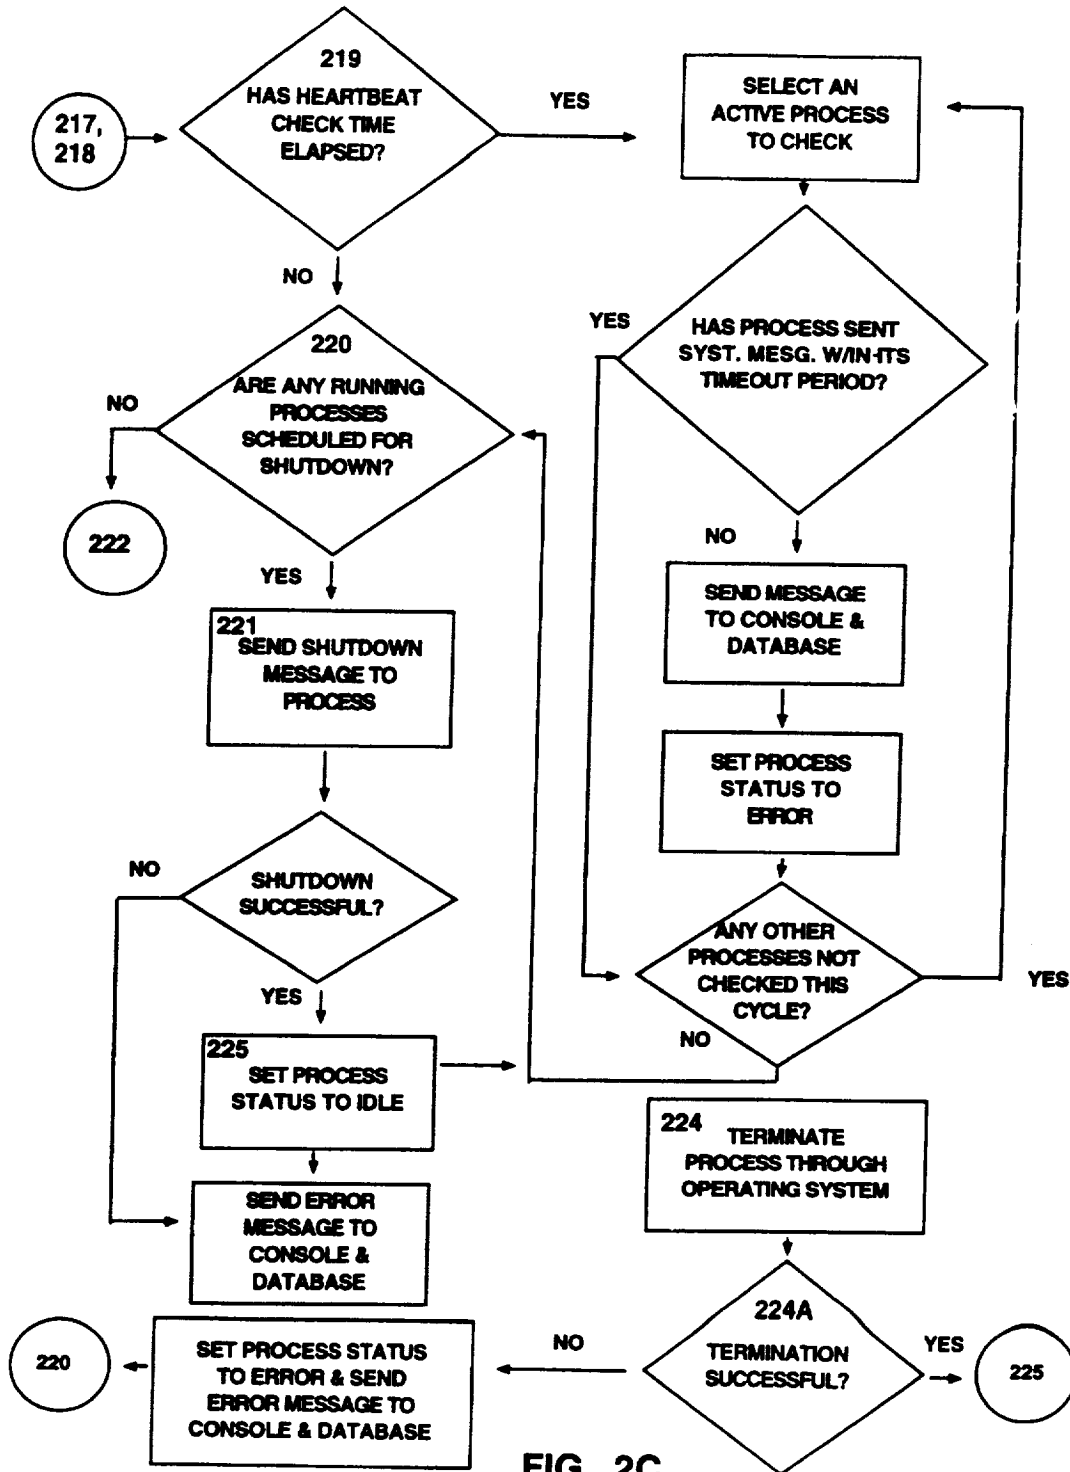 219
HAS HEARTBEAT
CHECK TIME
ELAPSED?
217,
218
YES
SELECT AN
ACTIVE PROCESS
TO CHECK
NO
220
ARE ANY RUNNING
PROCESSES
SCHEDULED FOR
SHUTDOWN?
NO
222
YES
HAS PROCESS SENT
SYST. MESG. W/IN-ITS
TIMEOUT PERIOD?
YES
NO
SEND MESSAGE
TO CONSOLE &
DATABASE
221
SEND SHUTDOWN
MESSAGE TO
PROCESS
SET PROCESS
STATUS TO
ERROR
NO
SHUTDOWN
SUCCESSFUL?
YES
ANY OTHER
PROCESSES NOT
CHECKED THIS
CYCLE?
YES
NO
225
SET PROCESS
STATUS TO IDLE
SEND ERROR
MESSAGE TO
CONSOLE &
DATABASE
224
TERMINATE
PROCESS THROUGH
OPERATING SYSTEM
224A
TERMINATION
SUCCESSFUL?
YES
225
NO
SET PROCESS STATUS
TO ERROR & SEND
ERROR MESSAGE TO
CONSOLE & DATABASE
220
FIG. 2C